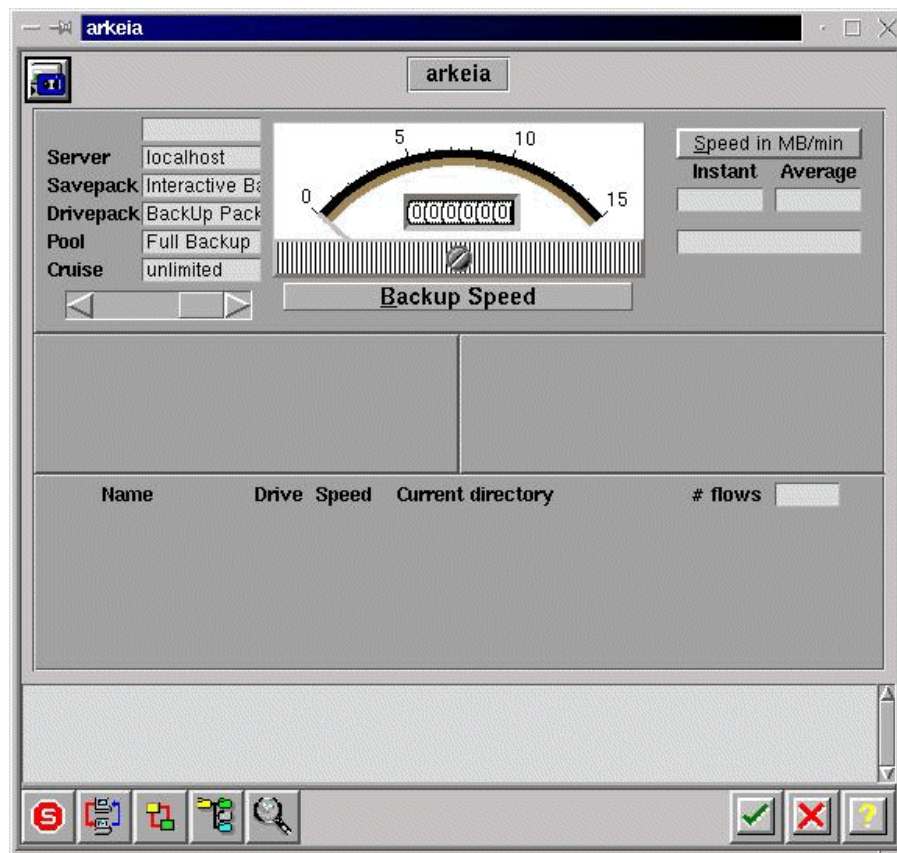 arkeia
arkeia
Server localhost
Savepack Interactive Ba
Drivepack BackUp Pack
Pool Full Backup
Cruise unlimited
0 5 10 15
000000
Backup Speed
Speed in MB/min
Instant Average
Name Drive Speed Current directory # flows
S
?